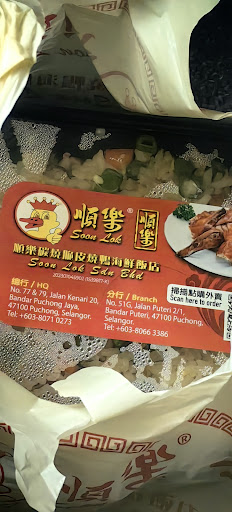 順樂®
順樂
Soon Lok
順樂碳燒脆皮燒鴨海鮮飯店
Soon Lok Sdn Bhd
總行 / HQ
No. 77 & 79, Jalan Kenari 20,
Bandar Puchong Jaya,
47100 Puchong, Selangor.
Tel: +603-8071 0273
分行 / Branch
No. 51G, Jalan Puteri 2/1,
Bandar Puteri, 47100 Puchong,
Selangor.
Tel: +603-8066 3386
掃描點購外賣
Scan here to order
順樂®